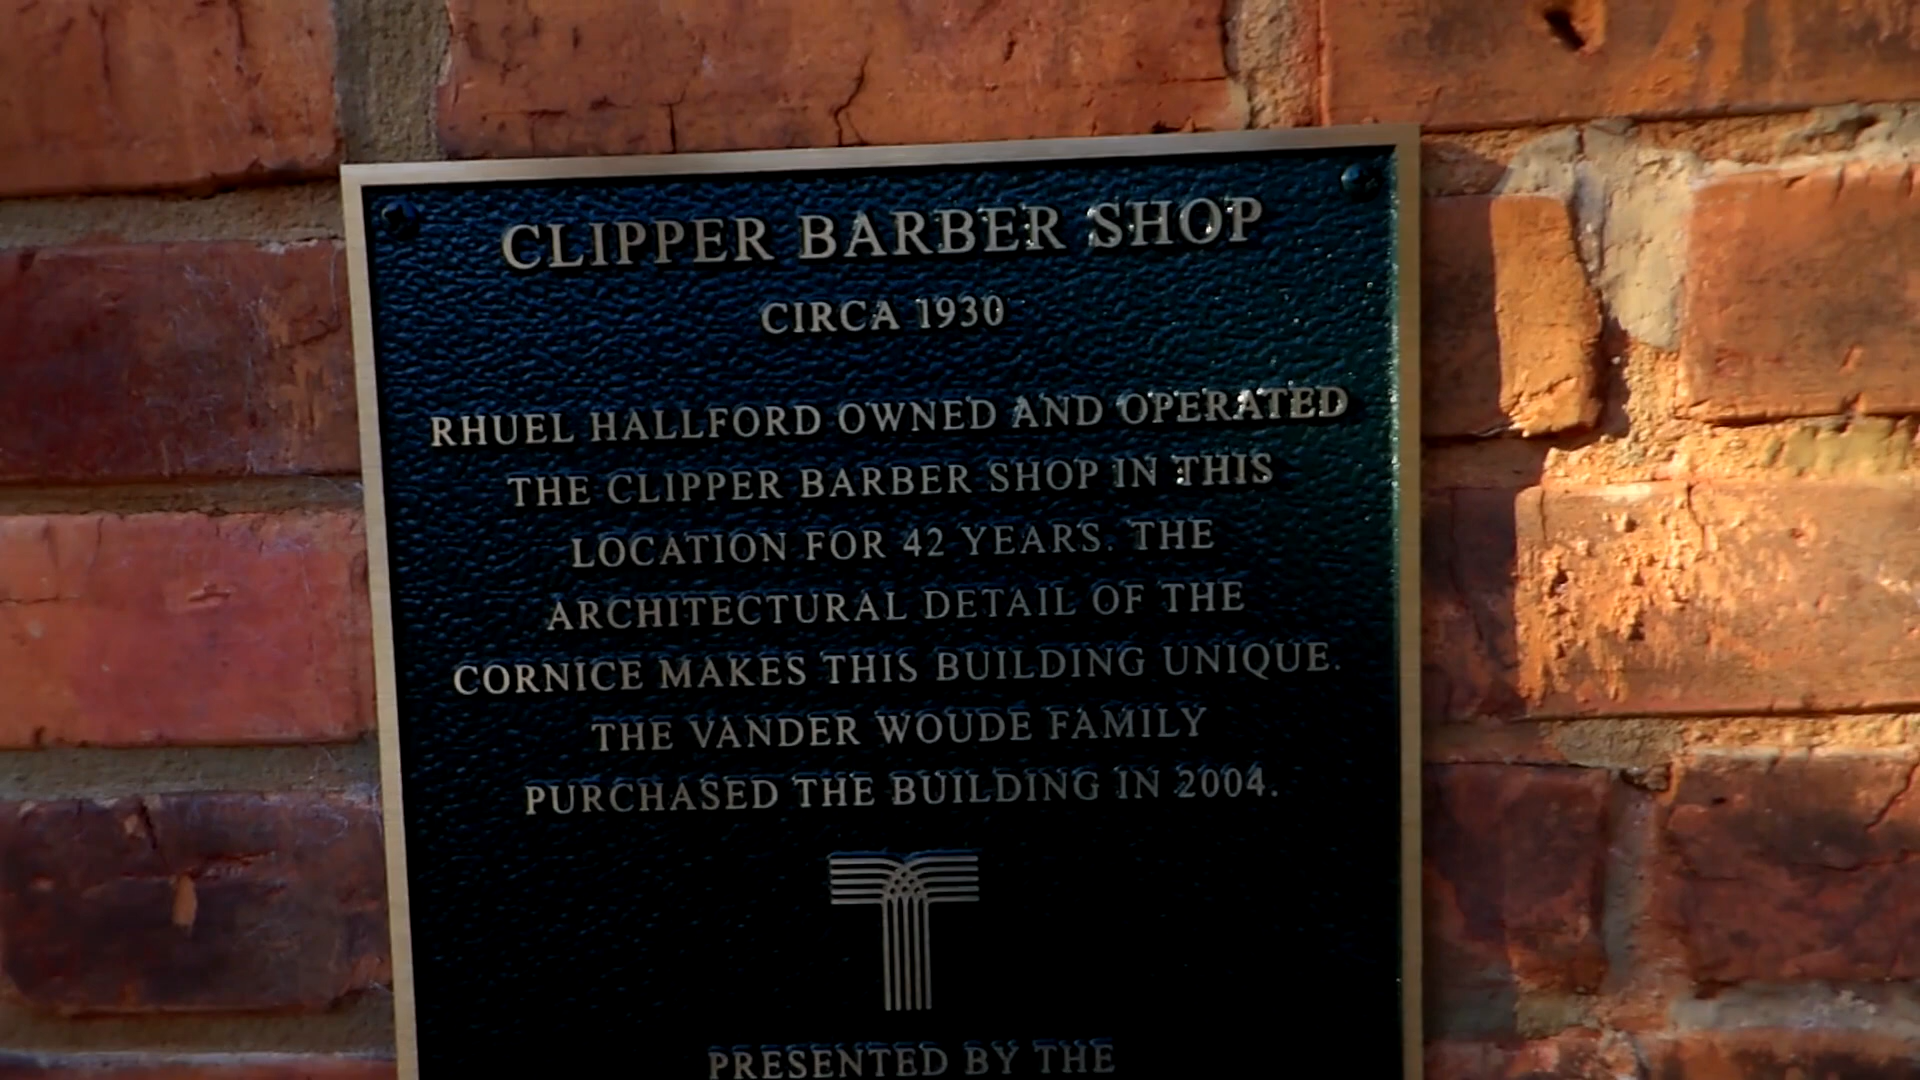 CLIPPER BARBER SHOP
CIRCA 1930
RHUEL HALLFORD OWNED AND OPERATED
THE CLIPPER BARBER SHOP IN THIS
LOCATION FOR 42 YEARS. THE
ARCHITECTURAL DETAIL OF THE
CORNICE MAKES THIS BUILDING UNIQUE.
THE VANDER WOUDE FAMILY
PURCHASED THE BUILDING IN 2004.
PRESENTED BY THE